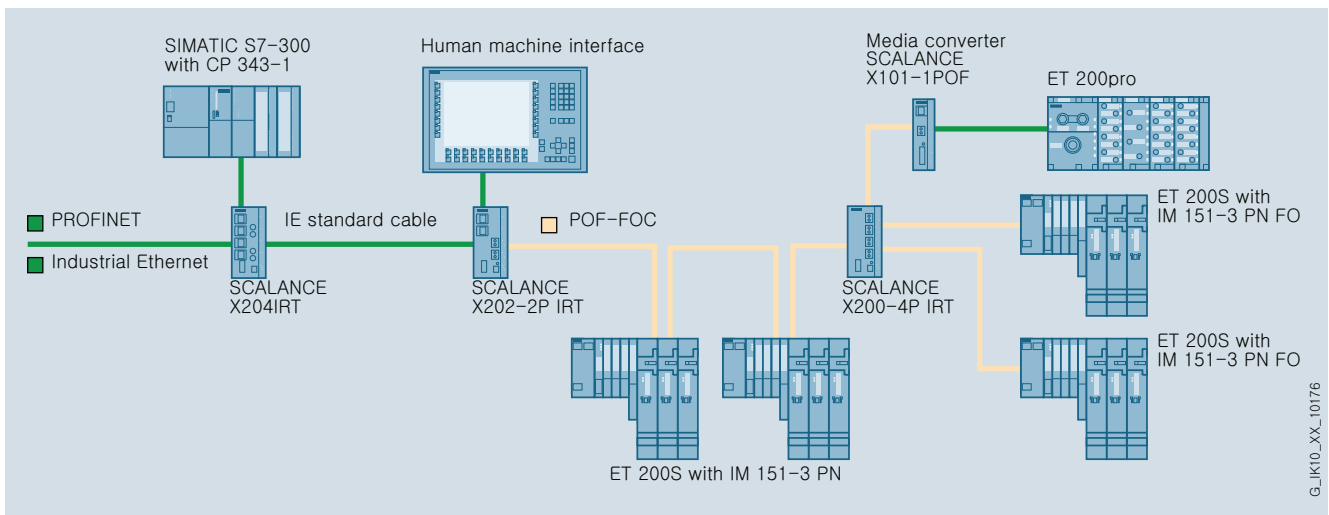 SIMATIC S7-300
with CP 343-1
Human machine interface
Media converter
SCALANCE
X101-1POF
ET 200pro
PROFINET
IE standard cable
POF-FOC
ET 200S with
IM 151-3 PN FO
Industrial Ethernet
SCALANCE
X204IRT
SCALANCE
X202-2P IRT
SCALANCE
X200-4P IRT
ET 200S with
IM 151-3 PN FO
ET 200S with IM 151-3 PN
G_IK10_XX_10176